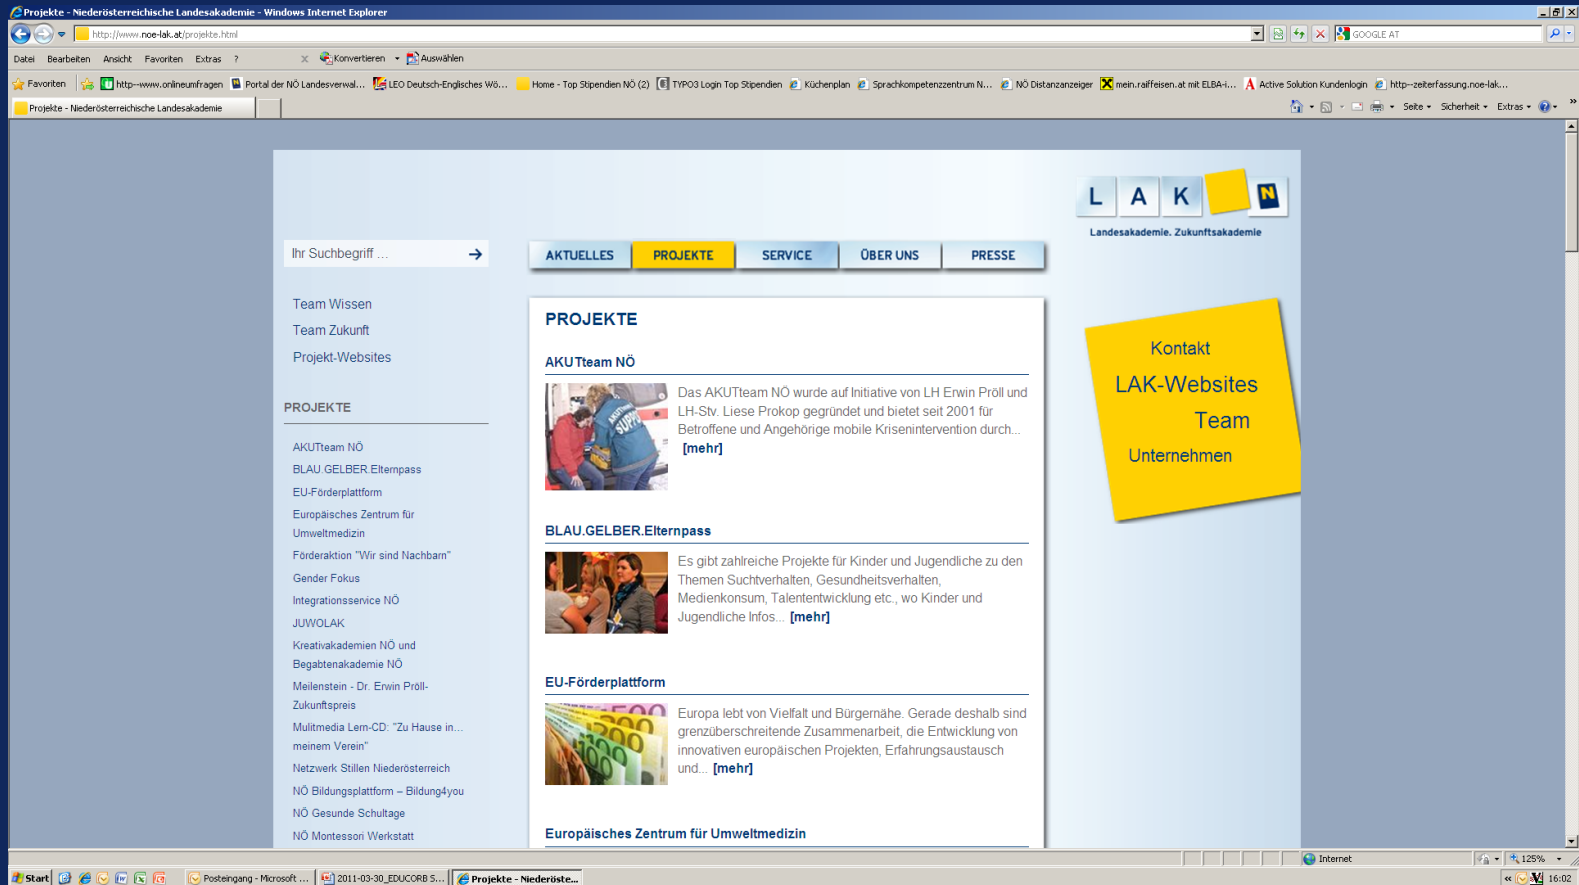 Projekte - Niederösterreichische Landesakademie - Windows Internet Explorer
http://www.noe-lak.at/projekte.html
GOOGLE AT
Datei Bearbeiten Ansicht Favoriten Extras ?
x Konvertieren Auswählen
Favoriten
http--www.onlineumfragen
Portal der NÖ Landesverwal...
LEO Deutsch-Englisches Wö...
Home - Top Stipendien NÖ (2)
TYPO3 Login Top Stipendien
Küchenplan
Sprachkompetenzzentrum N...
NÖ Distanzanzeiger
mein.raiffeisen.at mit ELBA-i...
Active Solution Kundenlogin
http--zeiterfassung.noe-lak...
Projekte - Niederösterreichische Landesakademie
Seite Sicherheit Extras
L A K N
Landesakademie. Zukunftsakademie
Ihr Suchbegriff ...
AKTUELLES PROJEKTE SERVICE ÜBER UNS PRESSE
Team Wissen
Team Zukunft
Projekt-Websites
PROJEKTE
AKUTteam NÖ
BLAU.GELBER.Elternpass
EU-Förderplattform
Europäisches Zentrum für
Umweltmedizin
Förderaktion "Wir sind Nachbarn"
Gender Fokus
Integrationsservice NÖ
JUWOLAK
Kreativakademien NÖ und
Begabtenakademie NÖ
Meilenstein - Dr. Erwin Pröll-
Zukunftspreis
Mulitmedia Lern-CD: "Zu Hause in...
meinem Verein"
Netzwerk Stillen Niederösterreich
NÖ Bildungsplattform – Bildung4you
NÖ Gesunde Schultage
NÖ Montessori Werkstatt
PROJEKTE
AKUTteam NÖ
Das AKUTteam NÖ wurde auf Initiative von LH Erwin Pröll und
LH-Stv. Liese Prokop gegründet und bietet seit 2001 für
Betroffene und Angehörige mobile Krisenintervention durch...
[mehr]
BLAU.GELBER.Elternpass
Es gibt zahlreiche Projekte für Kinder und Jugendliche zu den
Themen Suchtverhalten, Gesundheitsverhalten,
Medienkonsum, Talententwicklung etc., wo Kinder und
Jugendliche Infos... [mehr]
EU-Förderplattform
Europa lebt von Vielfalt und Bürgernähe. Gerade deshalb sind
grenzüberschreitende Zusammenarbeit, die Entwicklung von
innovativen europäischen Projekten, Erfahrungsaustausch
und... [mehr]
Europäisches Zentrum für Umweltmedizin
Kontakt
LAK-Websites
Team
Unternehmen
Internet
125%
Start
Posteingang - Microsoft ...
2011-03-30_EDUCORB S...
Projekte - Niederöste...
16:02